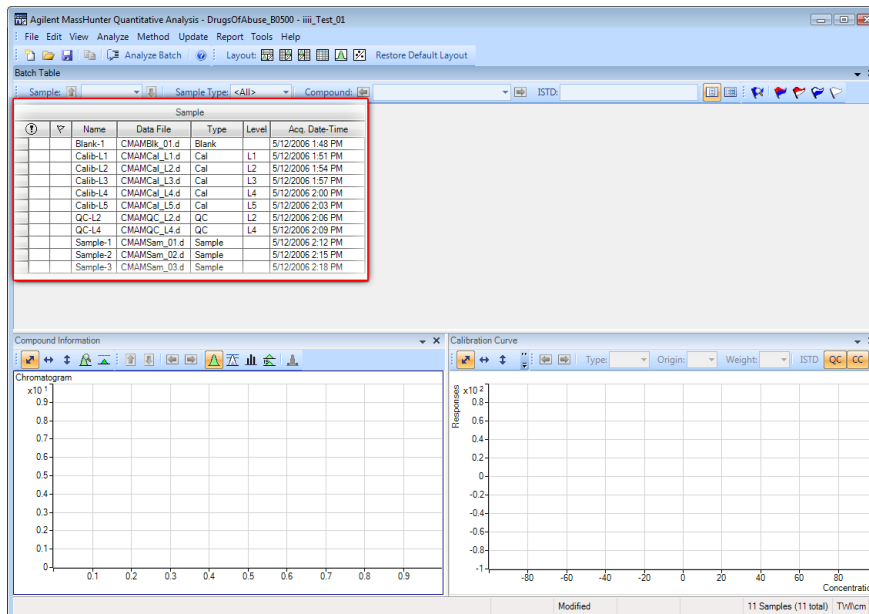 Agilent MassHunter Quantitative Analysis - DrugsOfAbuse_B0500 - iiii_Test_01
File Edit View Analyze Method Update Report Tools Help
Analyze Batch Layout: Restore Default Layout
Batch Table
Sample: Sample Type: <All> Compound: ISTD:
Sample
Name Data File Type Level Acq. Date-Time
Blank-1 CMAMBlk_01.d Blank 5/12/2006 1:48 PM
Calib-L1 CMAMCal_L1.d Cal L1 5/12/2006 1:51 PM
Calib-L2 CMAMCal_L2.d Cal L2 5/12/2006 1:54 PM
Calib-L3 CMAMCal_L3.d Cal L3 5/12/2006 1:57 PM
Calib-L4 CMAMCal_L4.d Cal L4 5/12/2006 2:00 PM
Calib-L5 CMAMCal_L5.d Cal L5 5/12/2006 2:03 PM
QC-L2 CMAMQC_L2.d QC L2 5/12/2006 2:06 PM
QC-L4 CMAMQC_L4.d QC L4 5/12/2006 2:09 PM
Sample-1 CMAMSam_01.d Sample 5/12/2006 2:12 PM
Sample-2 CMAMSam_02.d Sample 5/12/2006 2:15 PM
Sample-3 CMAMSam_03.d Sample 5/12/2006 2:18 PM
Compound Information
Chromatogram
x10 1
0.9
0.8
0.7
0.6
0.5
0.4
0.3
0.2
0.1
0
0.1 0.2 0.3 0.4 0.5 0.6 0.7 0.8 0.9
Calibration Curve
Type: Origin: Weight: ISTD QC CC
Responses
x10 2
0.8
0.6
0.4
0.2
0
-0.2
-0.4
-0.6
-0.8
-1
-80 -60 -40 -20 0 20 40 60 80
Concentratio
Modified 11 Samples (11 total) TW\cm